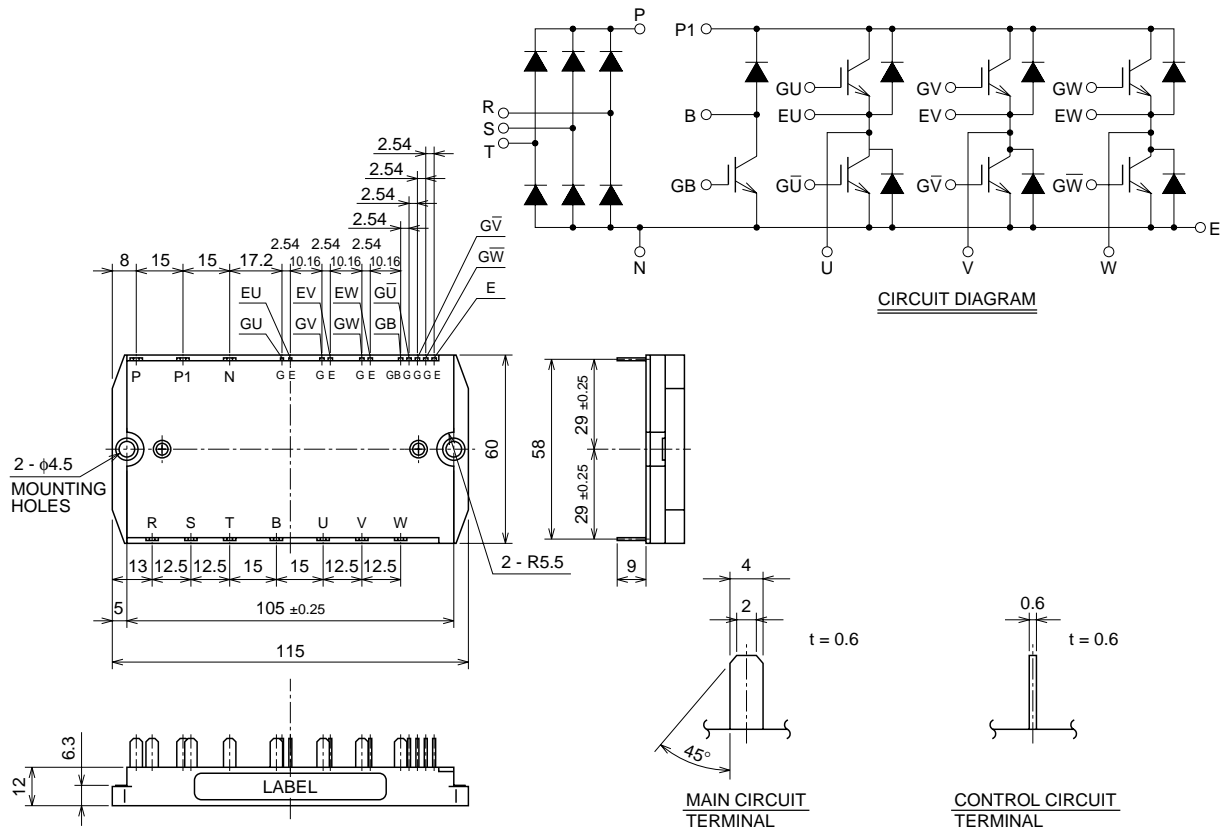 P
P1
R
S
T
B
GB
GU
EU
GU̅
GV
EV
GV̅
GW
EW
GW̅
E
N
U
V
W
CIRCUIT DIAGRAM
2.54
2.54
2.54
2.54
2.54 2.54 2.54
8 15 15 17.2 10.16 10.16 10.16
GV̅
GW̅
E
EU EV EW GU̅
GU GV GW GB
P P1 N G E G E G E GB G G G E
2 - ϕ4.5
MOUNTING
HOLES
60
R S T B U V W
13 12.5 12.5 15 15 12.5 12.5
2 - R5.5
5 105 ±0.25
115
58
29 ±0.25
29 ±0.25
9
6.3
12
LABEL
4
2
t = 0.6
45°
MAIN CIRCUIT
TERMINAL
0.6
t = 0.6
CONTROL CIRCUIT
TERMINAL